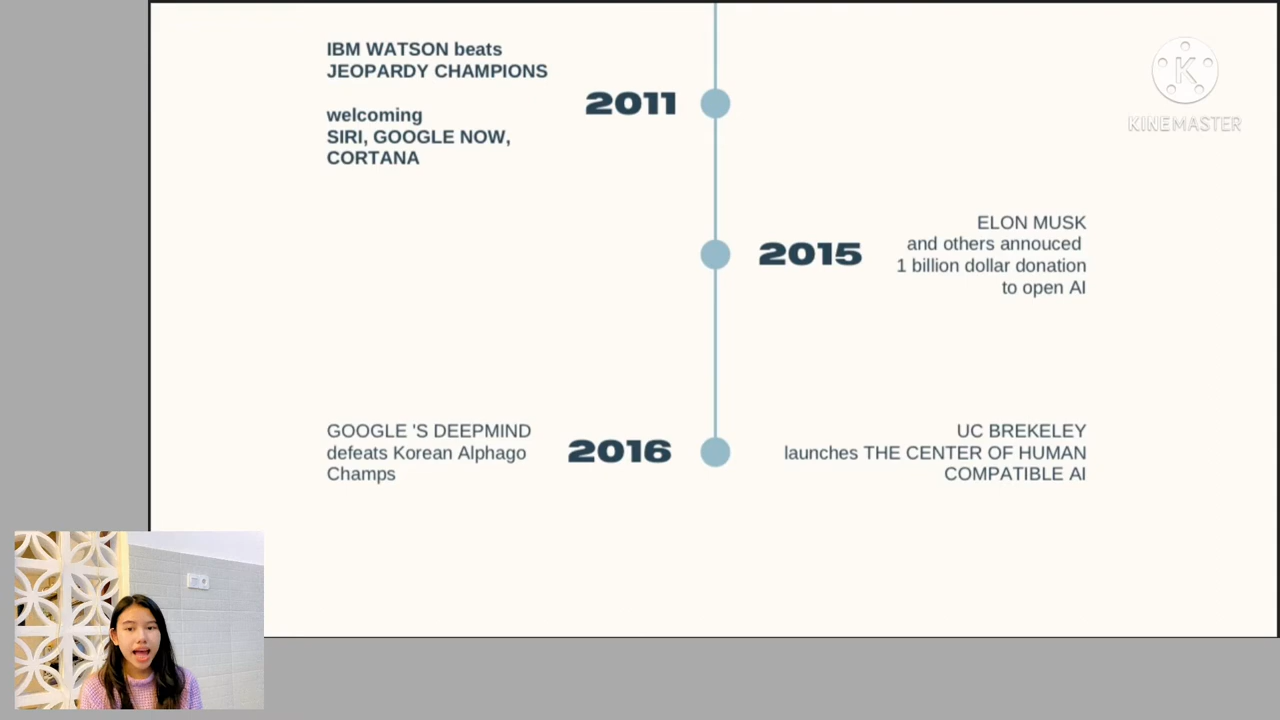 IBM WATSON beats
JEOPARDY CHAMPIONS
welcoming
SIRI, GOOGLE NOW,
CORTANA
2011
K
KINEMASTER
2015
ELON MUSK
and others annouced
1 billion dollar donation
to open AI
GOOGLE 'S DEEPMIND
defeats Korean Alphago
Champs
2016
UC BREKELEY
launches THE CENTER OF HUMAN
COMPATIBLE AI